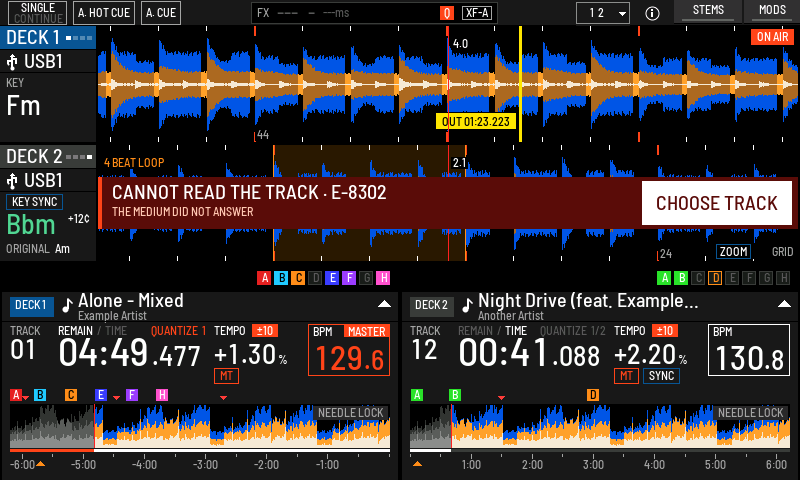 SINGLE
CONTINUE
A. HOT CUE
A. CUE
FX --- - --ms
Q
XF-A
1 2
STEMS
MODS
DECK 1
USB1
KEY
Fm
4.0
ON AIR
OUT 01:23.223
44
DECK 2
USB1
KEY SYNC
Bbm
+12¢
ORIGINAL Am
4 BEAT LOOP
2.1
CANNOT READ THE TRACK · E-8302
THE MEDIUM DID NOT ANSWER
CHOOSE TRACK
24
ZOOM
GRID
A B C D E F G H
A B C D E F G H
DECK 1
Alone - Mixed
Example Artist
TRACK
01
REMAIN / TIME
QUANTIZE 1
04:49.477
TEMPO
±10
+1.30%
MT
BPM
MASTER
129.6
A B C E F H
NEEDLE LOCK
-6:00 -5:00 -4:00 -3:00 -2:00 -1:00
DECK 2
Night Drive (feat. Example...
Another Artist
TRACK
12
REMAIN / TIME
QUANTIZE 1/2
00:41.088
TEMPO
±10
+2.20%
MT
SYNC
BPM
130.8
A B D
NEEDLE LOCK
1:00 2:00 3:00 4:00 5:00 6:00